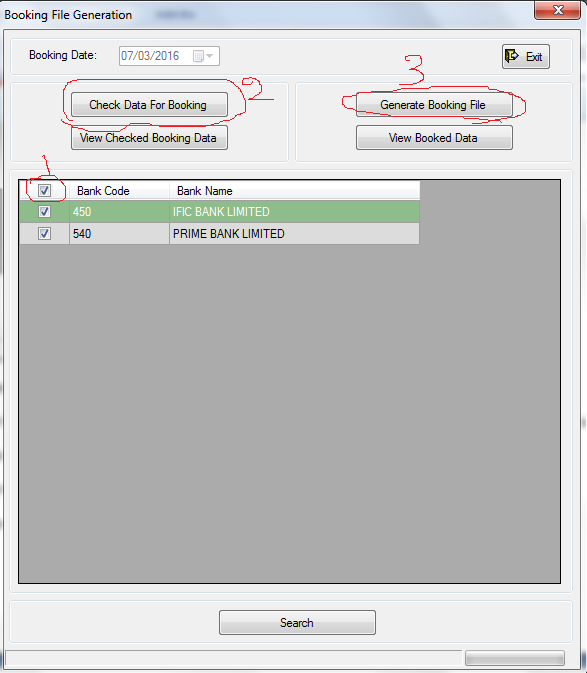 Booking File Generation
Booking Date: 07/03/2016 Exit
3
Check Data For Booking 2 Generate Booking File
View Checked Booking Data View Booked Data
1
Bank Code Bank Name
450 IFIC BANK LIMITED
540 PRIME BANK LIMITED
Search